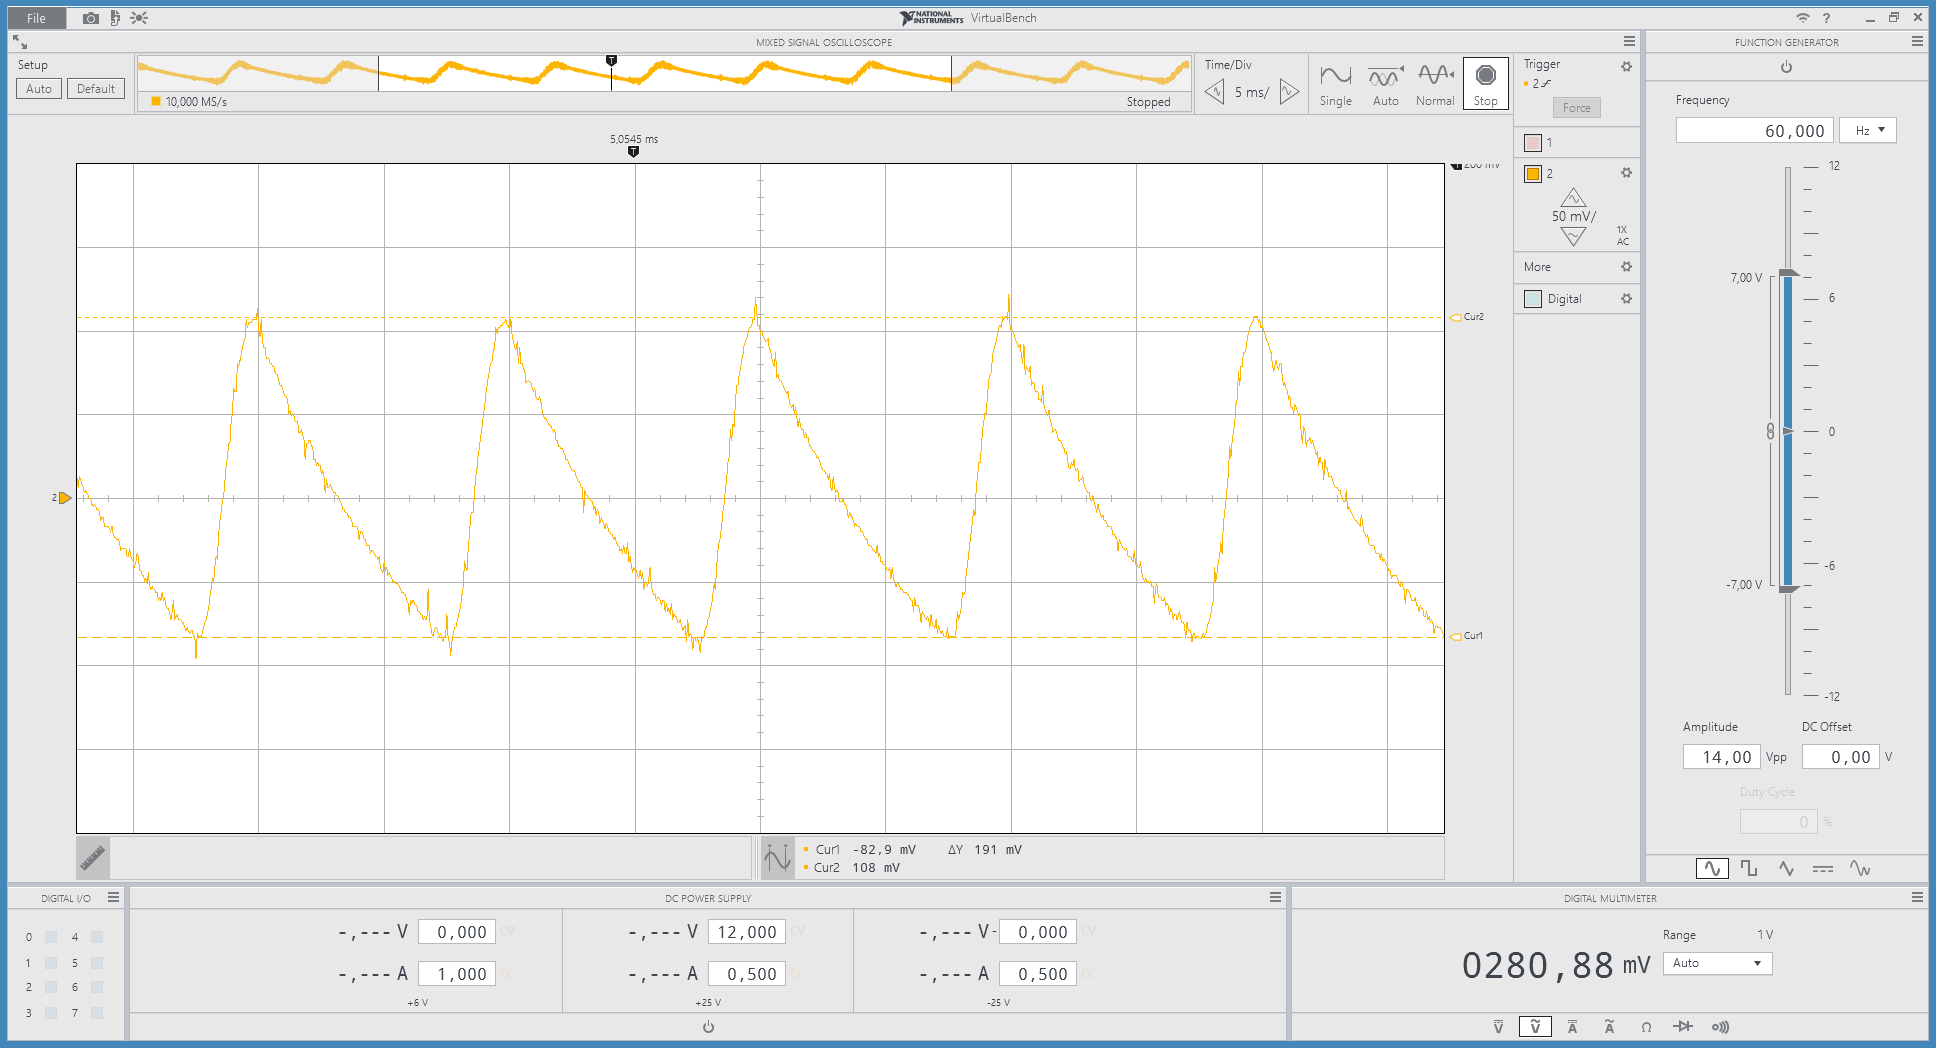 File
NATIONAL INSTRUMENTS VirtualBench
?
MIXED SIGNAL OSCILLOSCOPE
FUNCTION GENERATOR
Setup
Auto Default
T
10,000 MS/s
Stopped
Time/Div
5 ms/
Single Auto Normal Stop
Trigger
2
Force
1
2
50 mV/
1X
AC
More
Digital
5,0545 ms
T
T 200 mV
2
Cur2
Cur1
Cur1 -82,9 mV ΔY 191 mV
Cur2 108 mV
Frequency
60,000 Hz
12
7,00 V
6
0
-6
-7,00 V
-12
Amplitude DC Offset
14,00 Vpp 0,00 V
Duty Cycle
0 %
DIGITAL I/O
0 4
1 5
2 6
3 7
DC POWER SUPPLY
-,--- V 0,000 CV
-,--- A 1,000 CC
+6 V
-,--- V 12,000 CV
-,--- A 0,500 CC
+25 V
-,--- V -0,000 CV
-,--- A 0,500 CC
-25 V
DIGITAL MULTIMETER
0280,88 mV
Range 1 V
Auto
V V A A Ω